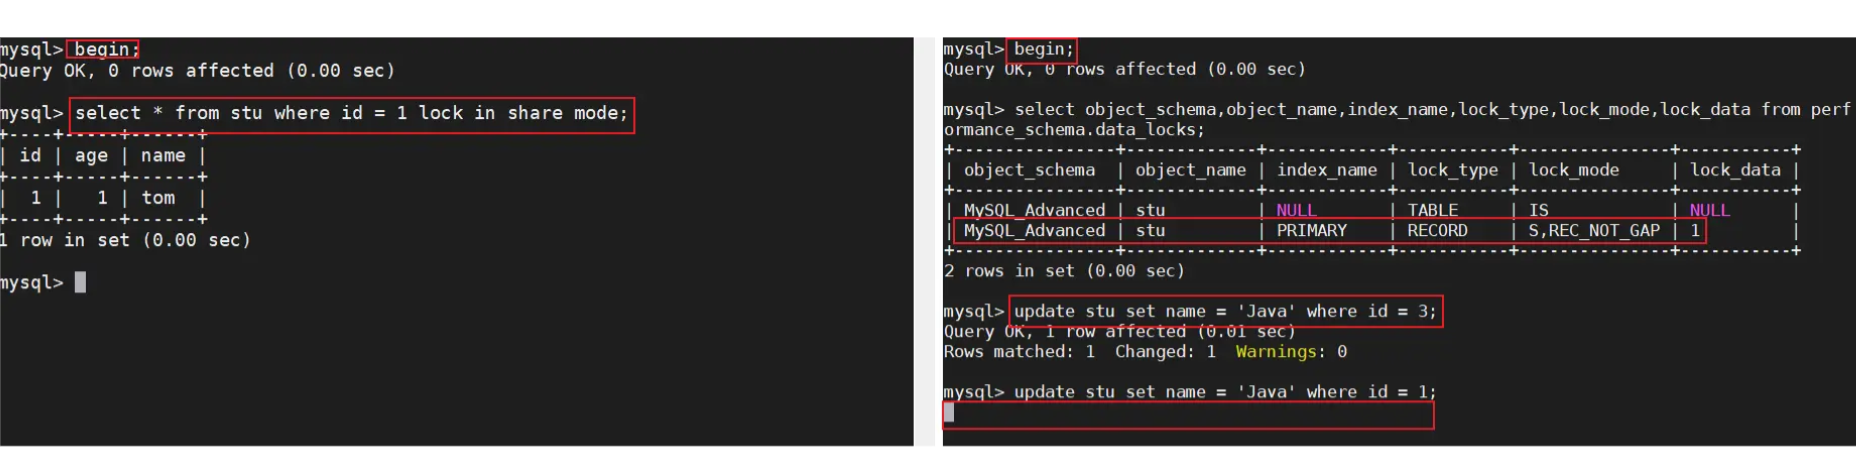 mysql> begin;
Query OK, 0 rows affected (0.00 sec)
mysql> select * from stu where id = 1 lock in share mode;
+----+-----+------+
| id | age | name |
+----+-----+------+
| 1 | 1 | tom |
+----+-----+------+
1 row in set (0.00 sec)
mysql>
mysql> begin;
Query OK, 0 rows affected (0.00 sec)
mysql> select object_schema,object_name,index_name,lock_type,lock_mode,lock_data from perf
ormance_schema.data_locks;
+----------------+-------------+------------+-----------+---------------+-----------+
| object_schema | object_name | index_name | lock_type | lock_mode | lock_data |
+----------------+-------------+------------+-----------+---------------+-----------+
| MySQL_Advanced | stu | NULL | TABLE | IS | NULL |
| MySQL_Advanced | stu | PRIMARY | RECORD | S,REC_NOT_GAP | 1 |
+----------------+-------------+------------+-----------+---------------+-----------+
2 rows in set (0.00 sec)
mysql> update stu set name = 'Java' where id = 3;
Query OK, 1 row affected (0.01 sec)
Rows matched: 1 Changed: 1 Warnings: 0
mysql> update stu set name = 'Java' where id = 1;